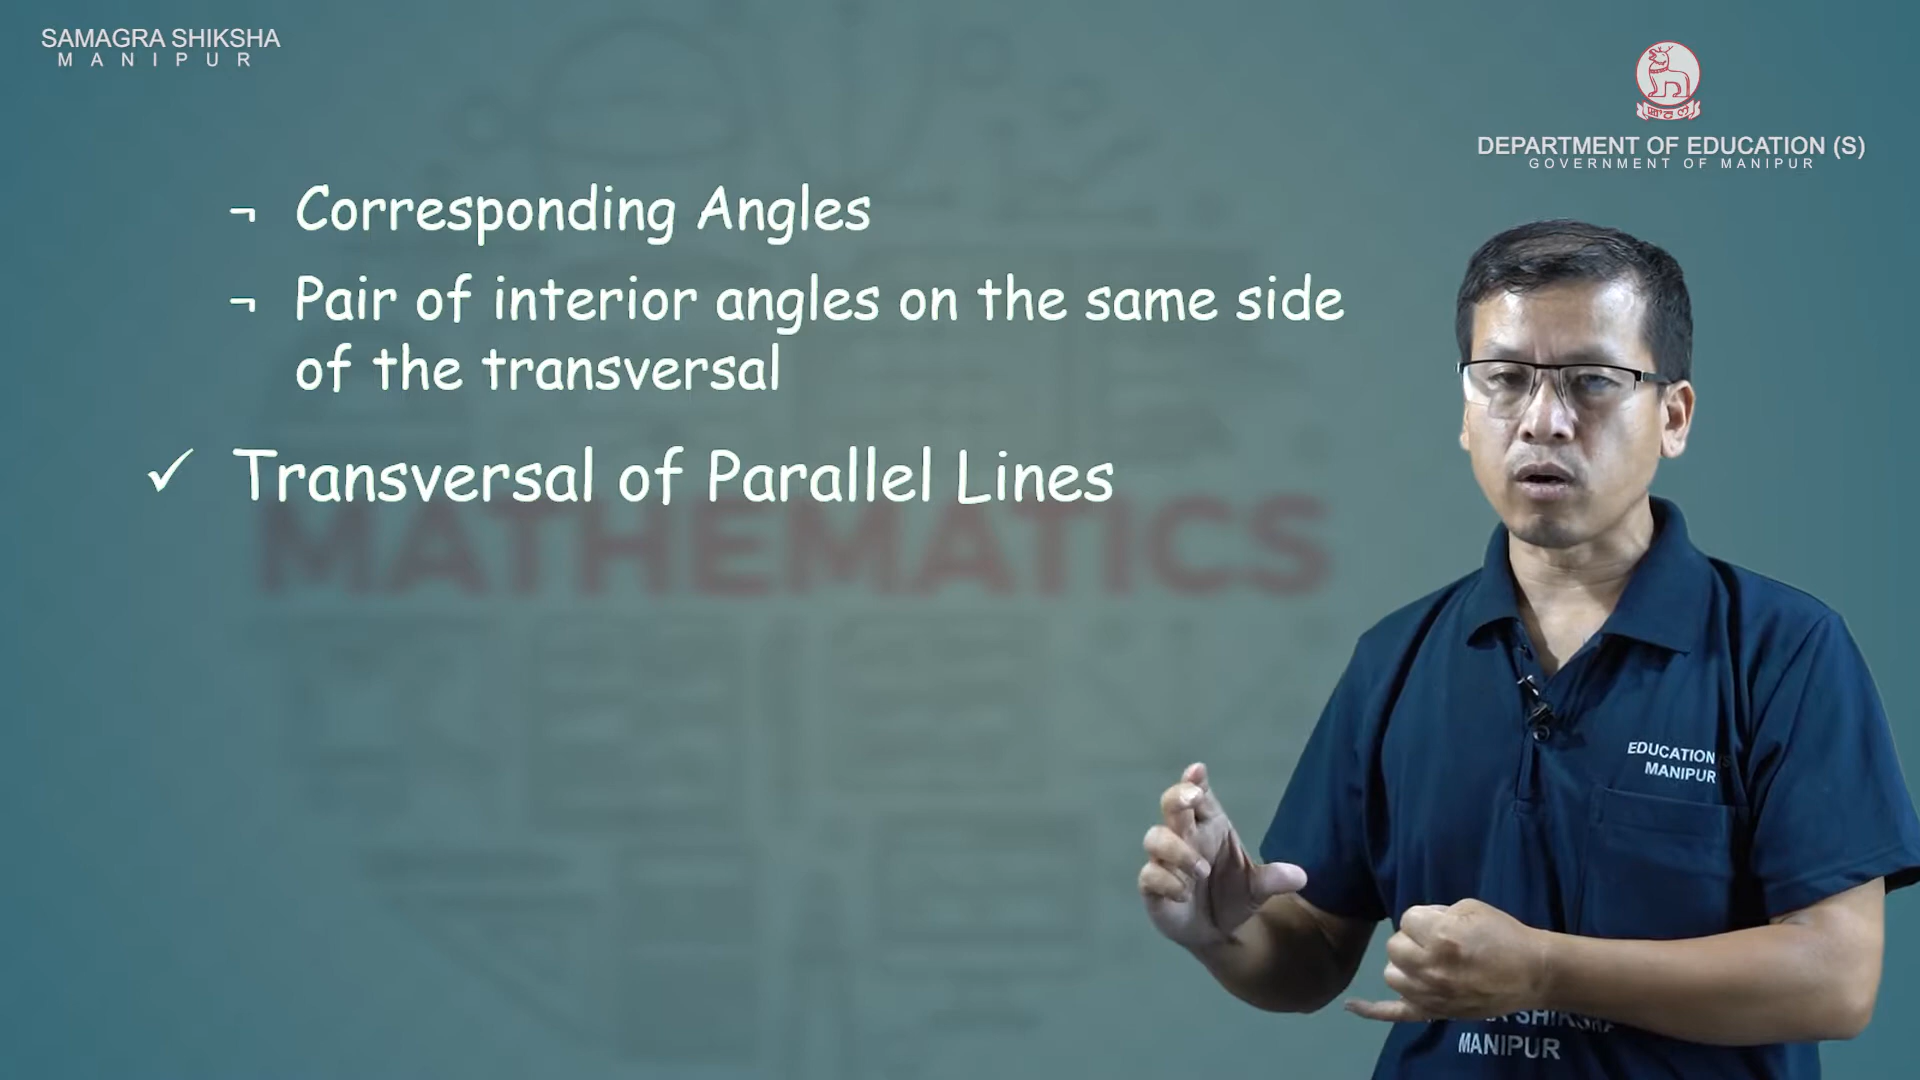 SAMAGRA SHIKSHA
MANIPUR
DEPARTMENT OF EDUCATION (S)
GOVERNMENT OF MANIPUR
¬ Corresponding Angles
¬ Pair of interior angles on the same side
of the transversal
✓ Transversal of Parallel Lines
MATHEMATICS
EDUCATION
MANIPUR
MANIPUR